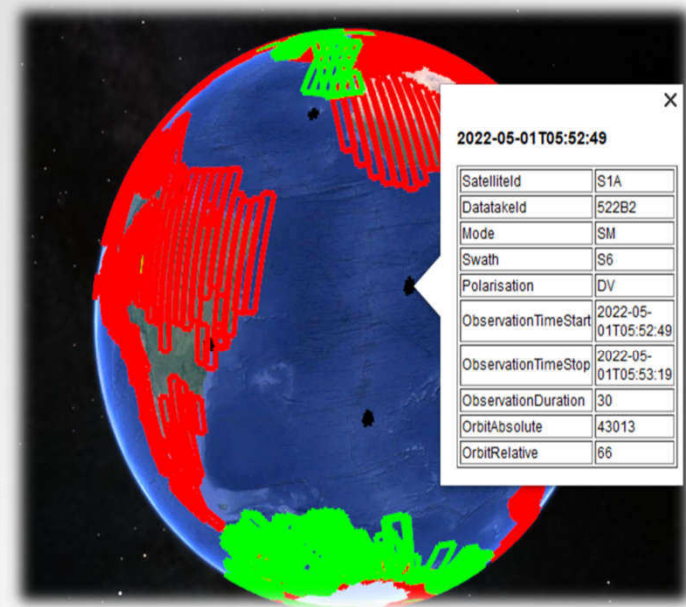 ×
2022-05-01T05:52:49
SatelliteId S1A
DatatakeId 522B2
Mode SM
Swath S6
Polarisation DV
ObservationTimeStart 2022-05-
01T05:52:49
ObservationTimeStop 2022-05-
01T05:53:19
ObservationDuration 30
OrbitAbsolute 43013
OrbitRelative 66